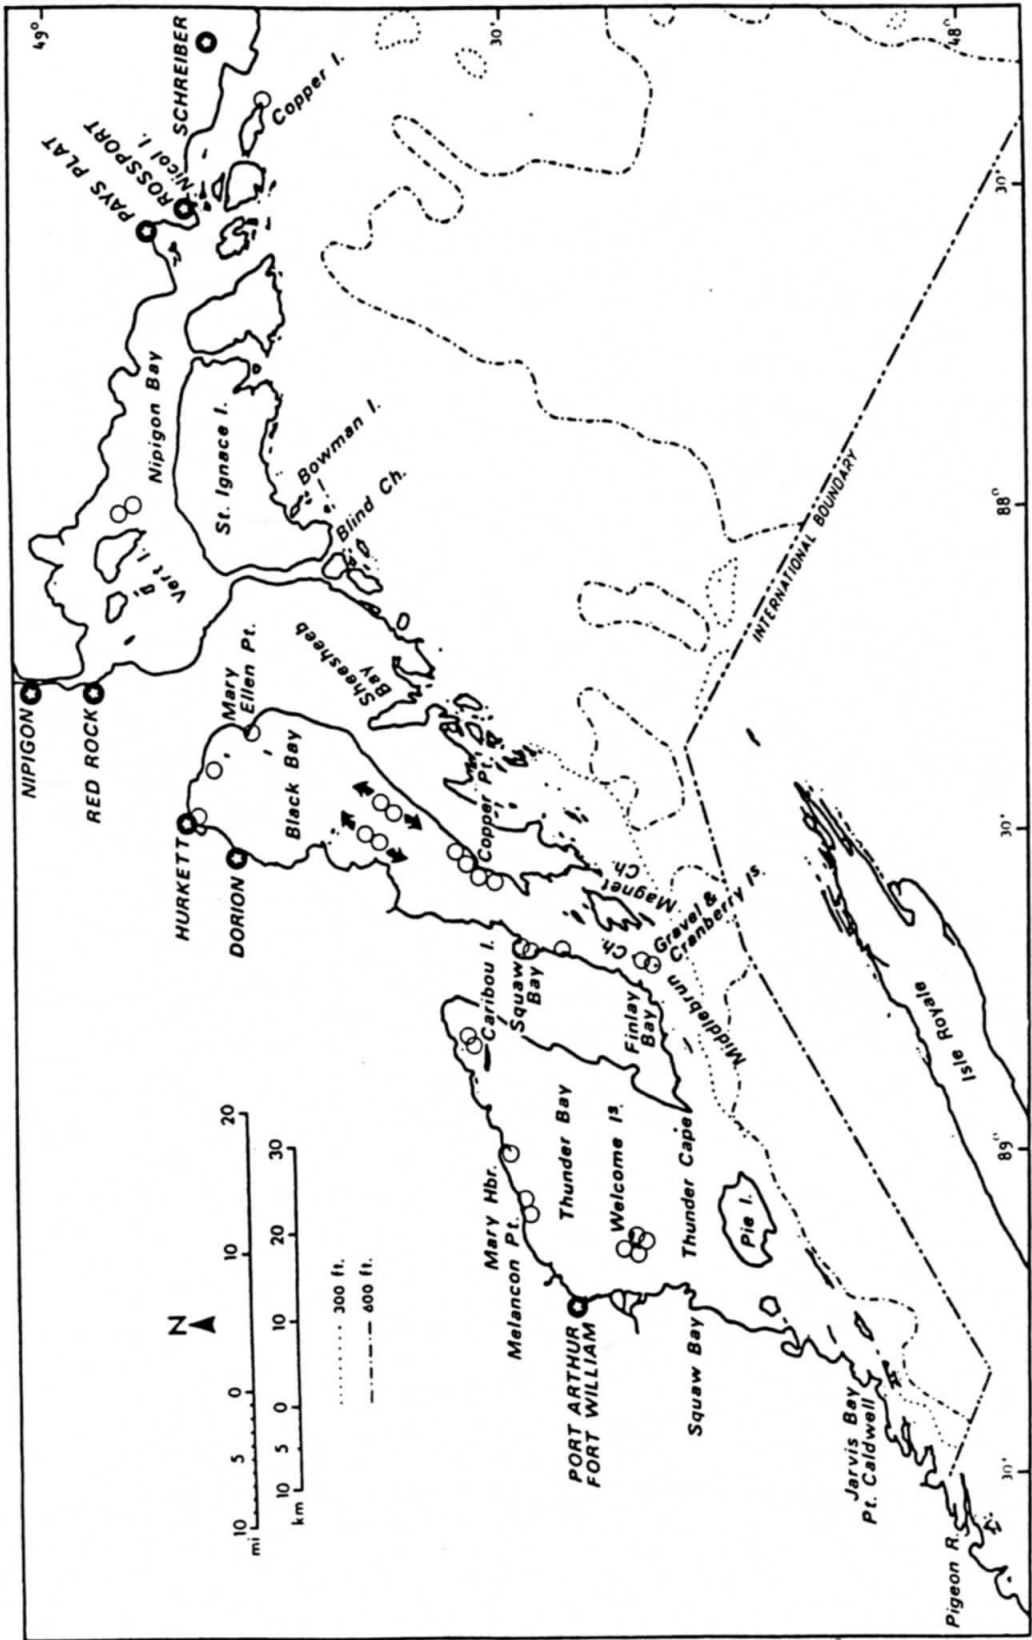 49°
30'
48°
SCHREIBER
ROSSPORT
Nicol I.
PAYS PLAT
Copper I.
30'
Nipigon Bay
St. Ignace I.
Bowman I.
Blind Ch.
Vert I.
88°
INTERNATIONAL BOUNDARY
NIPIGON
RED ROCK
Mary
Ellen Pt.
Sheesheeb
Bay
HURKETT
DORION
Black Bay
Copper Pt.
Magnet
Ch.
30'
Gravel &
Cranberry Is.
Middlebrun Ch.
Caribou I.
Squaw
Bay
Finlay
Bay
Isle Royale
Thunder Bay
Welcome Is.
Thunder Cape
Pie I.
89°
Mary Hbr.
Melancon Pt.
PORT ARTHUR
FORT WILLIAM
Squaw Bay
Jarvis Bay
Pt. Caldwell
Pigeon R.
30'
N
10 5 0 10 20
mi
10 5 0 10 20 30
km
300 ft.
600 ft.